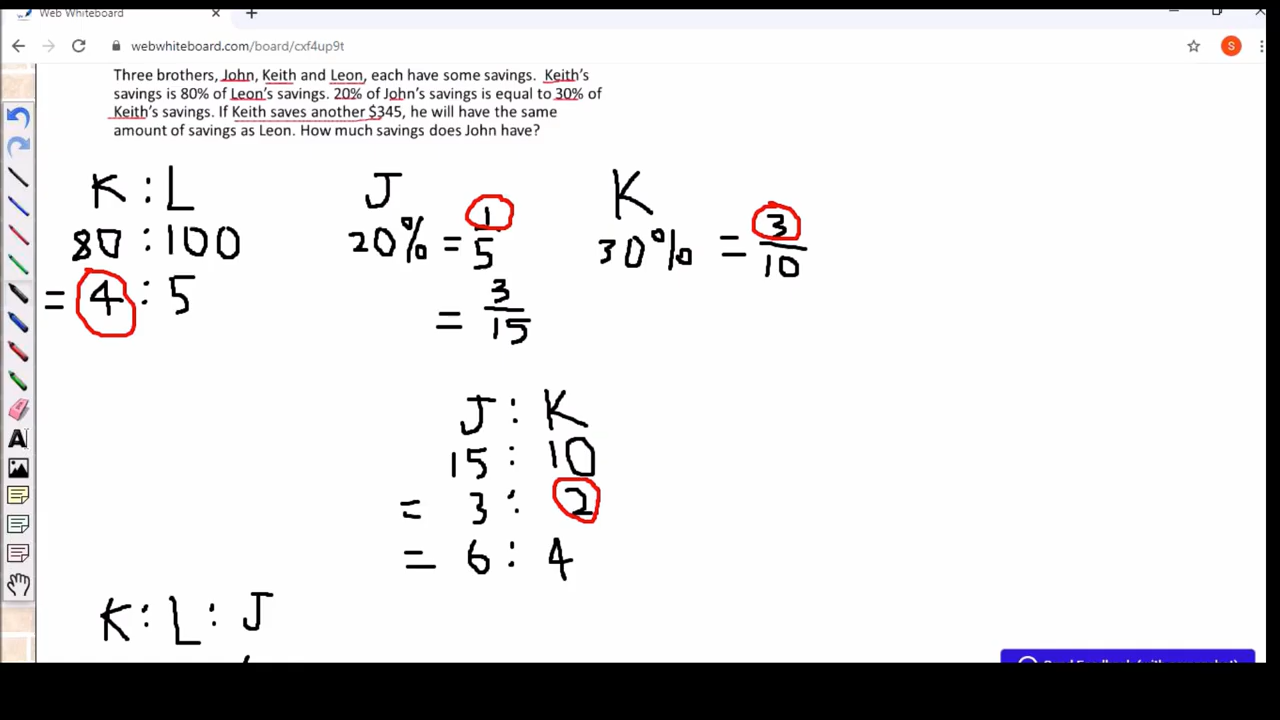 Web Whiteboard
webwhiteboard.com/board/cxf4up9t
S
Three brothers, John, Keith and Leon, each have some savings. Keith's
savings is 80% of Leon's savings. 20% of John's savings is equal to 30% of
Keith's savings. If Keith saves another $345, he will have the same
amount of savings as Leon. How much savings does John have?
K : L
80 : 100
= 4 : 5
J
20% = 1/5
= 3/15
K
30% = 3/10
J : K
15 : 10
= 3 : 2
= 6 : 4
K : L : J
A